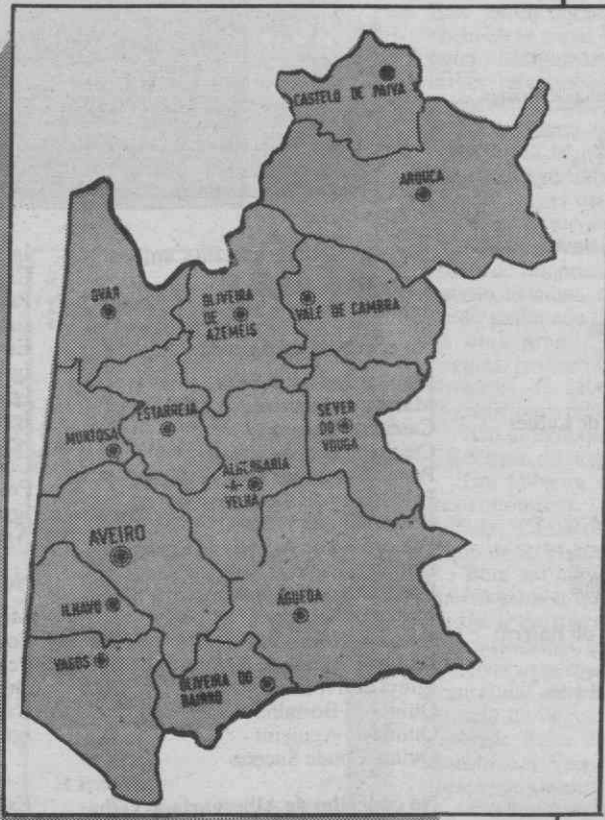 CASTELO DE PAIVA
AROUCA
OVAR
OLIVEIRA
DE
AZEMEIS
VALE DE CAMBRA
ESTARREJA
MURTOSA
SEVER
DO
VOUGA
ALBERGARIA
-A-
VELHA
AVEIRO
ÁGUEDA
ILHAVO
VAGOS
OLIVEIRA DO
BAIRRO